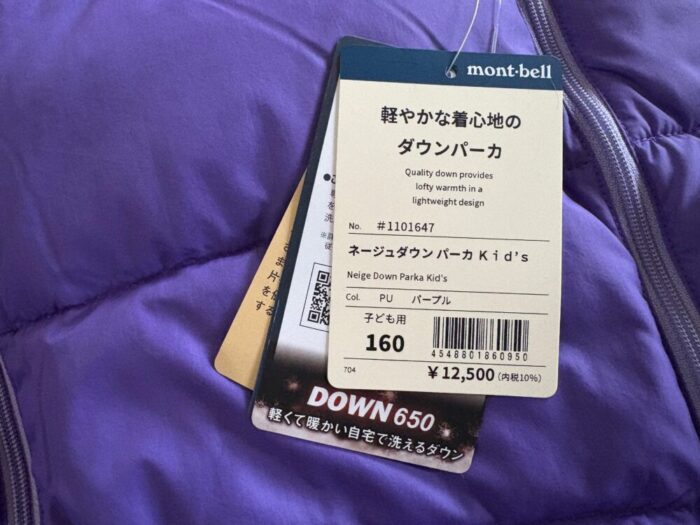 mont·bell
軽やかな着心地の
ダウンパーカ
Quality down provides
lofty warmth in a
lightweight design
No. #1101647
ネージュダウン パーカ Kid's
Neige Down Parka Kid's
Col. PU パープル
子ども用
160
4548801860950
704
¥12,500(内税10%)
DOWN 650
軽くて暖かい自宅で洗えるダウン